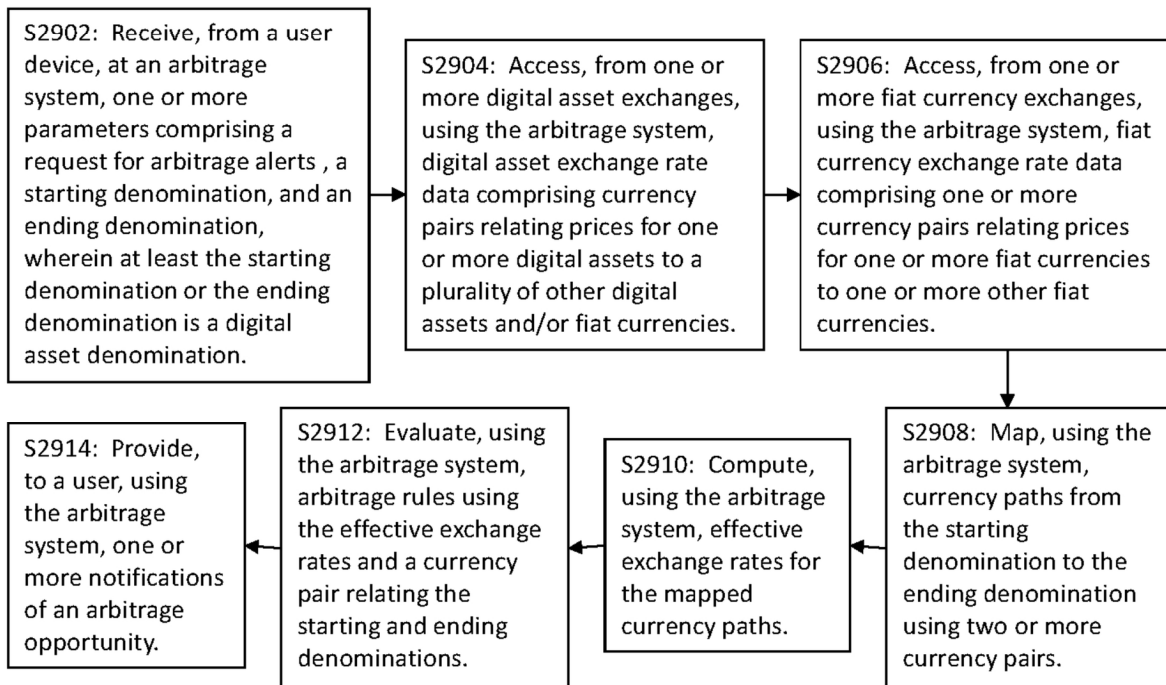 S2902:  Receive, from a user
device, at an arbitrage
system, one or more
parameters comprising a
request for arbitrage alerts , a
starting denomination, and an
ending denomination,
wherein at least the starting
denomination or the ending
denomination is a digital
asset denomination.
S2904:  Access, from one or
more digital asset exchanges,
using the arbitrage system,
digital asset exchange rate
data comprising currency
pairs relating prices for one
or more digital assets to a
plurality of other digital
assets and/or fiat currencies.
S2906:  Access, from one or
more fiat currency exchanges,
using the arbitrage system, fiat
currency exchange rate data
comprising one or more
currency pairs relating prices
for one or more fiat currencies
to one or more other fiat
currencies.
S2908:  Map, using the
arbitrage system,
currency paths from
the starting
denomination to the
ending denomination
using two or more
currency pairs.
S2910:  Compute,
using the arbitrage
system, effective
exchange rates for
the mapped
currency paths.
S2912:  Evaluate, using
the arbitrage system,
arbitrage rules using
the effective exchange
rates and a currency
pair relating the
starting and ending
denominations.
S2914:  Provide,
to a user, using
the arbitrage
system, one or
more notifications
of an arbitrage
opportunity.